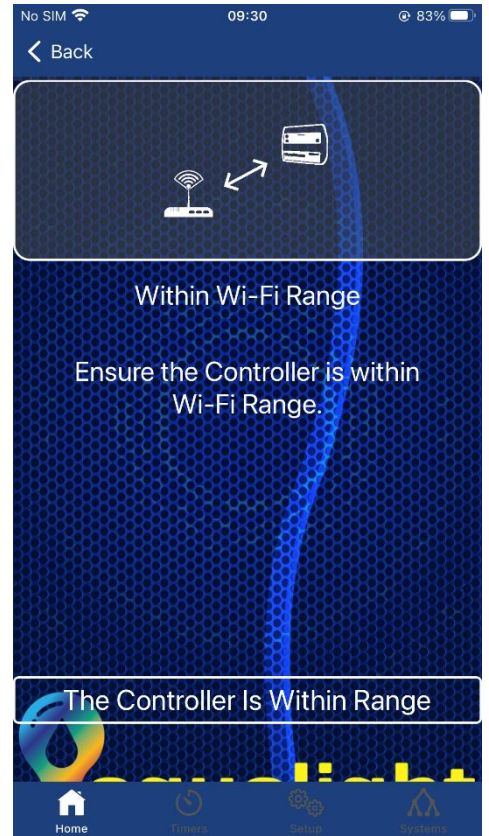 No SIM 09:30 83%
Back
Within Wi-Fi Range
Ensure the Controller is within
Wi-Fi Range.
The Controller Is Within Range
aqualight
Home Timers Setup Systems